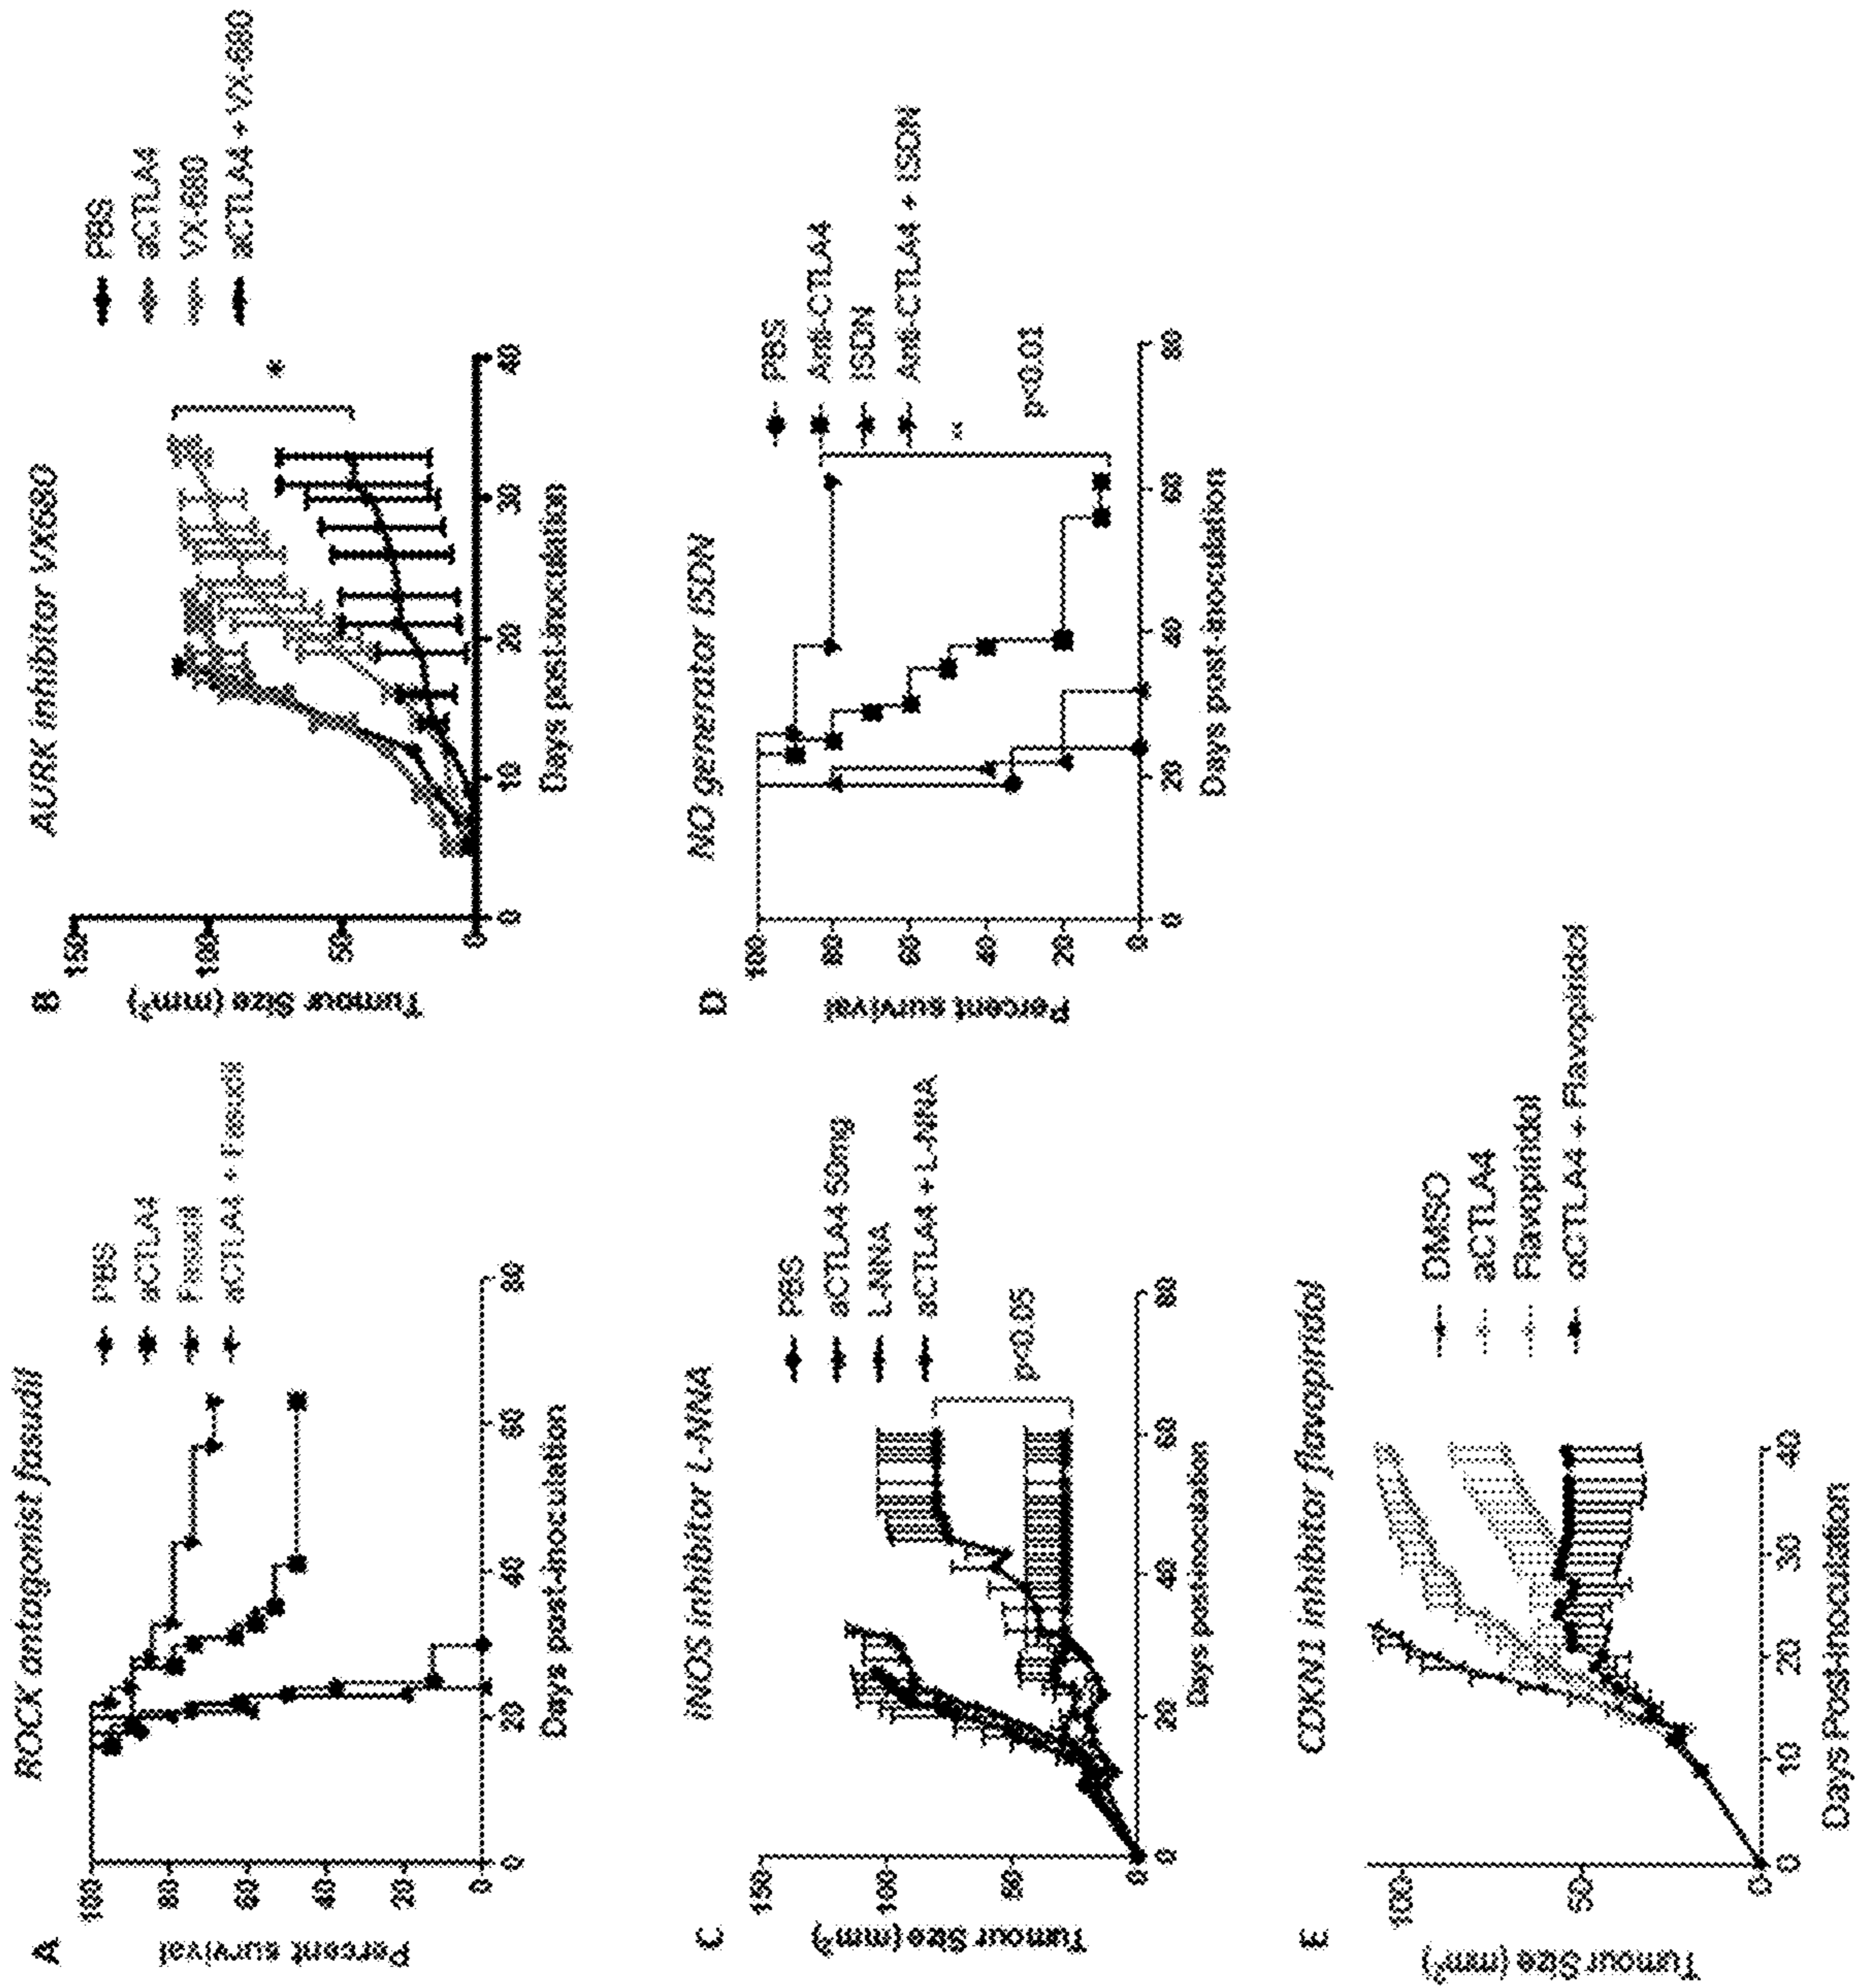 A
ROCK antagonist fasudil
Percent survival
100
80
60
40
20
0
0
20
40
60
80
Days post-inoculation
PBS
aCTLA4
Fasudil
aCTLA4 + Fasudil
B
AURK inhibitor VX680
Tumour Size (mm²)
150
100
50
0
0
10
20
30
40
Days post-inoculation
*
PBS
aCTLA4
VX-680
aCTLA4 + VX-680
C
iNOS inhibitor L-NNA
Tumour Size (mm²)
150
100
50
0
0
20
40
60
80
Days post-inoculation
p<0.05
PBS
aCTLA4 50mg
L-NNA
aCTLA4 + L-NNA
D
NO generator ISDN
Percent survival
100
80
60
40
20
0
0
20
40
60
80
Days post-inoculation
**
p<0.01
PBS
Anti-CTLA4
ISDN
Anti-CTLA4 + ISDN
E
CDKN1 inhibitor flavopiridol
Tumour Size (mm²)
100
50
0
0
10
20
30
40
Days Post-inoculation
DMSO
aCTLA4
Flavopiridol
aCTLA4 + Flavopiridol